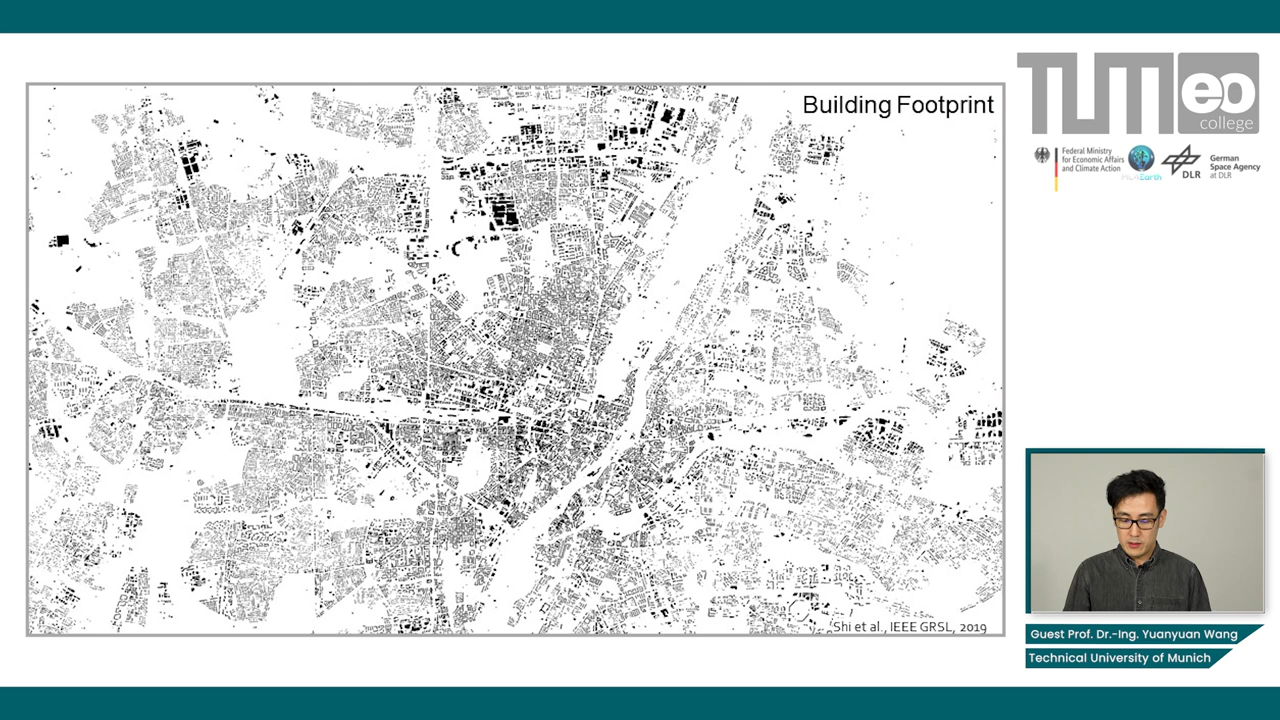 Building Footprint
Shi et al., IEEE GRSL, 2019
TUM eo
college
Federal Ministry
for Economic Affairs
and Climate Action
ML4Earth
DLR
German
Space Agency
at DLR
Guest Prof. Dr.-Ing. Yuanyuan Wang
Technical University of Munich